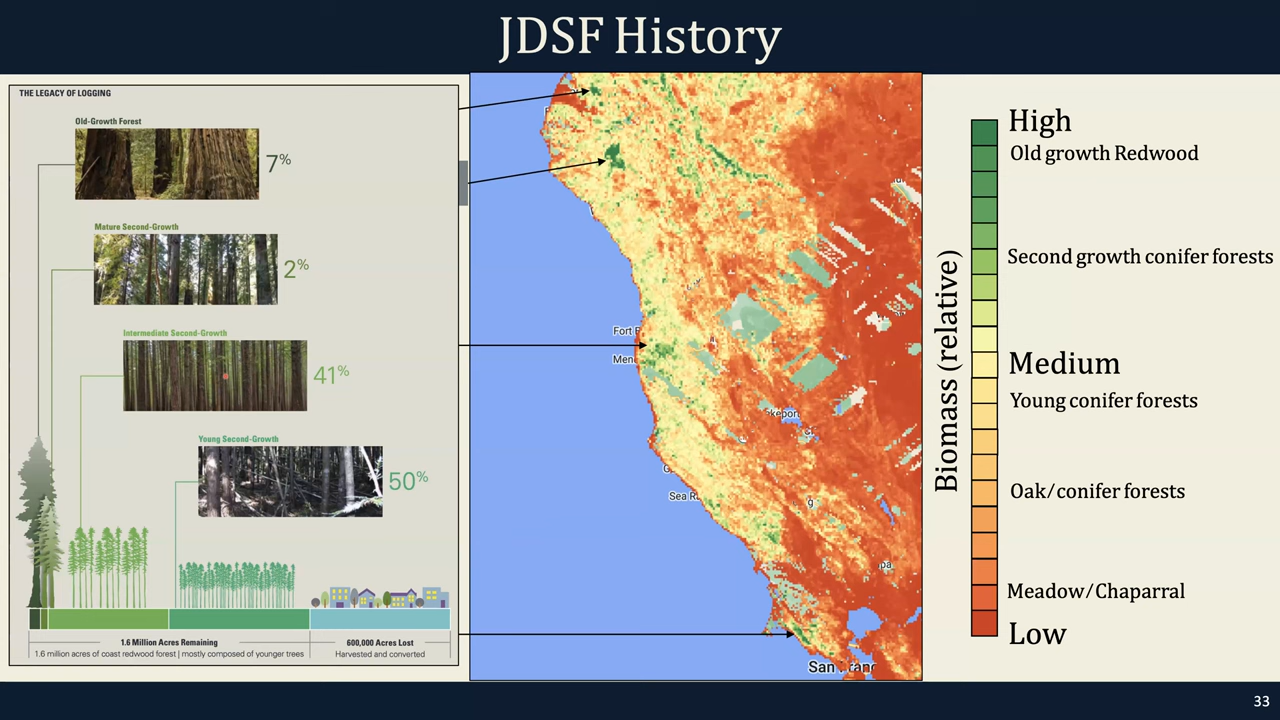 JDSF History
THE LEGACY OF LOGGING
Old-Growth Forest
7%
Mature Second-Growth
2%
Intermediate Second-Growth
41%
Young Second-Growth
50%
1.6 Million Acres Remaining
1.6 million acres of coast redwood forest | mostly composed of younger trees
600,000 Acres Lost
Harvested and converted
Fort
Sea
San
Biomass (relative)
High
Old growth Redwood
Second growth conifer forests
Medium
Young conifer forests
Oak/conifer forests
Meadow/Chaparral
Low
33